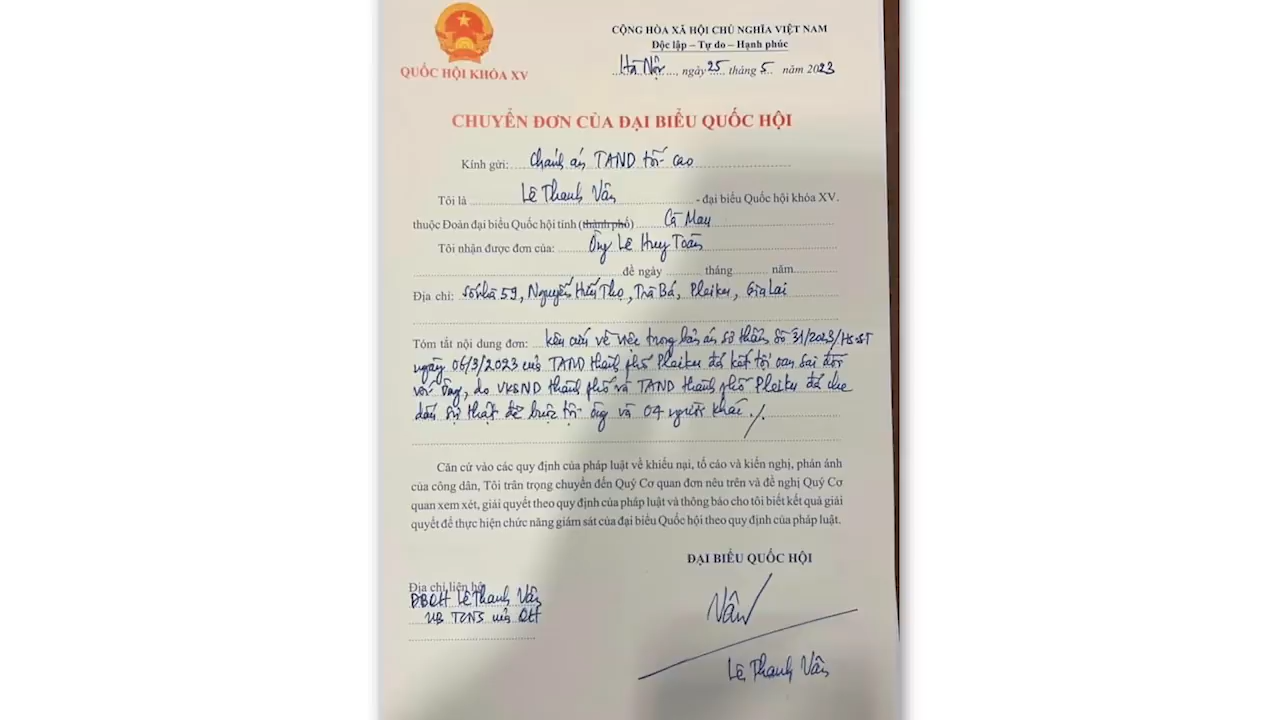 CỘNG HÒA XÃ HỘI CHỦ NGHĨA VIỆT NAM
Độc lập – Tự do – Hạnh phúc
QUỐC HỘI KHÓA XV
Hà Nội, ngày 25 tháng 5 năm 2023
CHUYỂN ĐƠN CỦA ĐẠI BIỂU QUỐC HỘI
Kính gửi: Chánh án TAND tối cao
Tôi là Lê Thanh Vân - đại biểu Quốc hội khóa XV.
thuộc Đoàn đại biểu Quốc hội tỉnh (thành phố) Cà Mau
Tôi nhận được đơn của: Ông Lê Huy Toàn
đề ngày tháng năm
Địa chỉ: Số nhà 59, Nguyễn Hữu Thọ, Trà Bá, Pleiku, Gia Lai
Tóm tắt nội dung đơn: kêu cứu về việc trong bản án sơ thẩm số 31/2023/HS-ST
ngày 06/3/2023 của TAND thành phố Pleiku đã kết tội oan sai đối
với ông, do VKSND thành phố và TAND thành phố Pleiku đã che
dấu sự thật để buộc tội ông và 04 người khác./.
Căn cứ vào các quy định của pháp luật về khiếu nại, tố cáo và kiến nghị, phản ánh
của công dân, Tôi trân trọng chuyển đến Quý Cơ quan đơn nêu trên và đề nghị Quý Cơ
quan xem xét, giải quyết theo quy định của pháp luật và thông báo cho tôi biết kết quả giải
quyết để thực hiện chức năng giám sát của đại biểu Quốc hội theo quy định của pháp luật.
ĐẠI BIỂU QUỐC HỘI
Địa chỉ liên hệ
ĐBQH Lê Thanh Vân
UB TCNS của QH
Vân
Lê Thanh Vân